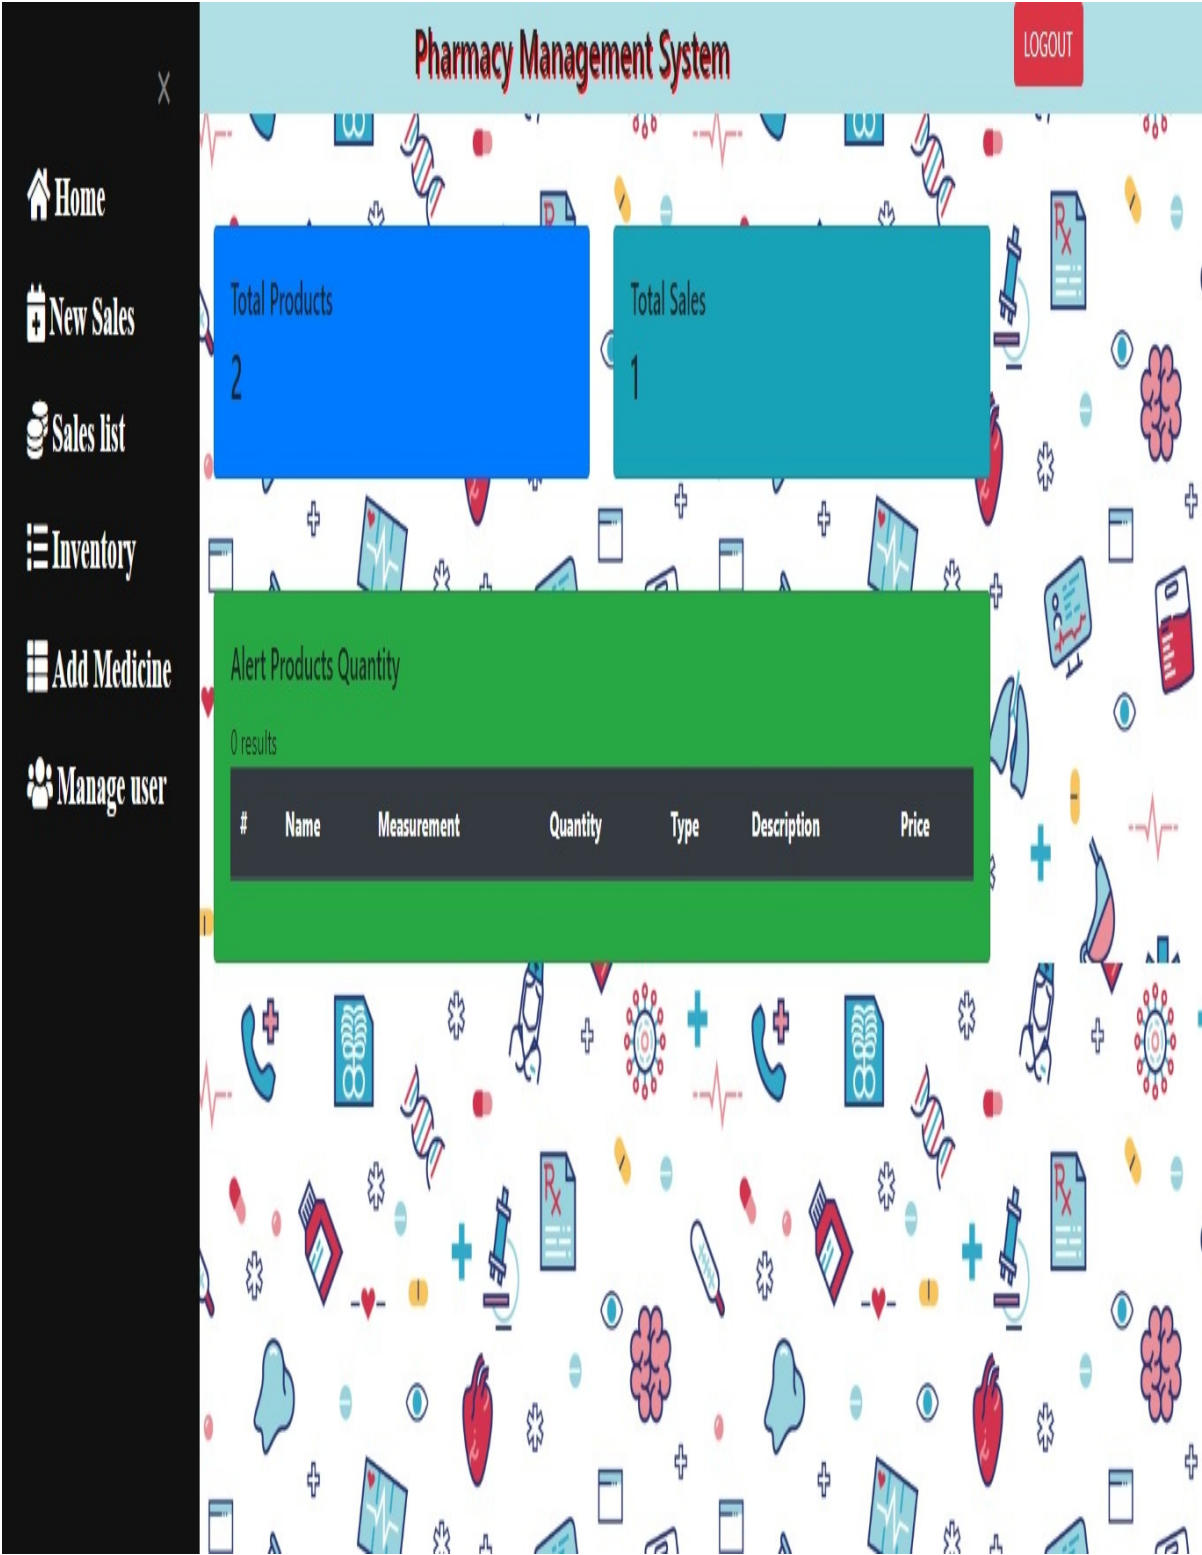 Pharmacy Management System
LOGOUT
X
Home
New Sales
Sales list
Inventory
Add Medicine
Manage user
Total Products
2
Total Sales
1
Alert Products Quantity
0 results
# Name Measurement Quantity Type Description Price